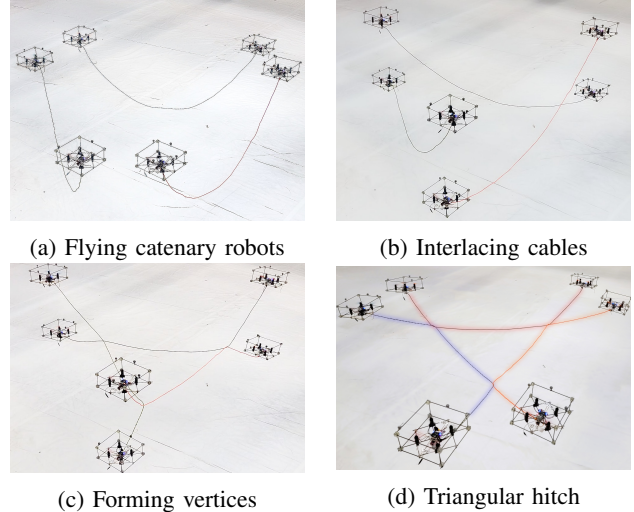 (a) Flying catenary robots
(b) Interlacing cables
(c) Forming vertices
(d) Triangular hitch